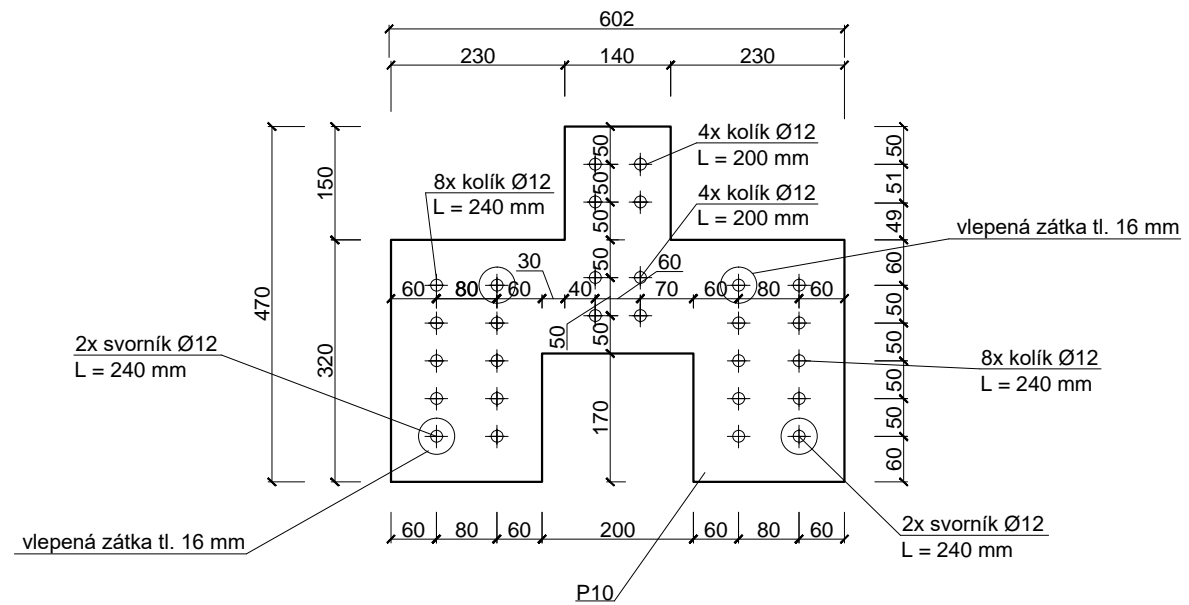 602
230
140
230
4x kolík Ø12
L = 200 mm
8x kolík Ø12
L = 240 mm
4x kolík Ø12
L = 200 mm
vlepená zátka tl. 16 mm
470
150
320
50
50
50
50
50
50
170
50
51
49
60
50
50
50
50
60
30
60
60
80
60
40
70
60
80
60
2x svorník Ø12
L = 240 mm
8x kolík Ø12
L = 240 mm
vlepená zátka tl. 16 mm
60
80
60
200
60
80
60
2x svorník Ø12
L = 240 mm
P10